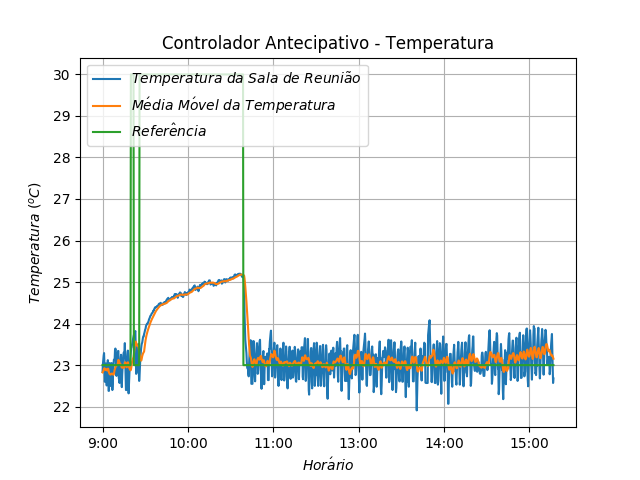 Controlador Antecipativo - Temperatura
Temperatura da Sala de Reunião
Média Móvel da Temperatura
Referência
30
29
28
27
26
25
24
23
22
Temperatura (ºC)
9:00 10:00 11:00 13:00 14:00 15:00
Horário